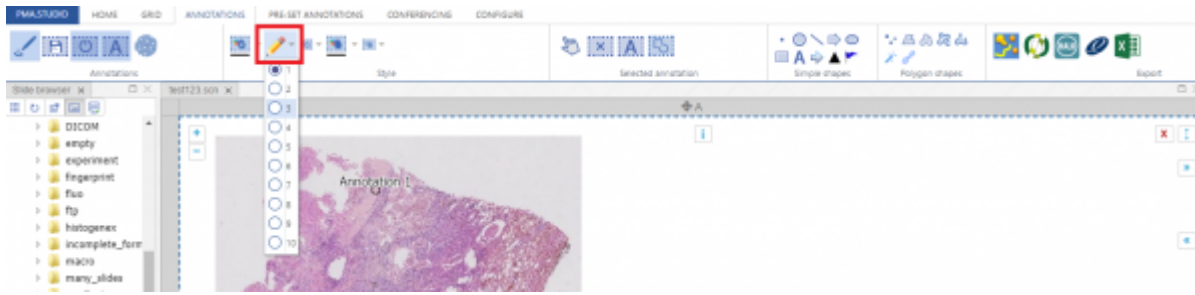 PMA.STUDIO HOME GRID ANNOTATIONS PRE-SET ANNOTATIONS CONFERENCING CONFIGURE
Annotations Style Selected annotation Simple shapes Polygon shapes Export
Slide browser x test123.scn x
A
1
2
3
4
5
6
7
8
9
10
DICOM
empty
experiment
fingerprint
fluo
ftp
histogenex
incomplete_form
macro
many_slides
Annotation 1